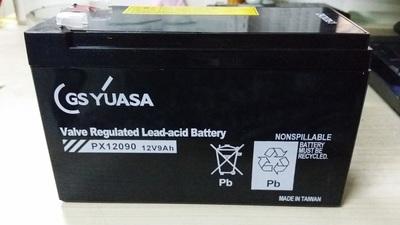 GS YUASA
Valve Regulated Lead-acid Battery
PX12090 12V9Ah
NONSPILLABLE
BATTERY
MUST BE
RECYCLED
Pb
Pb
MADE IN TAIWAN